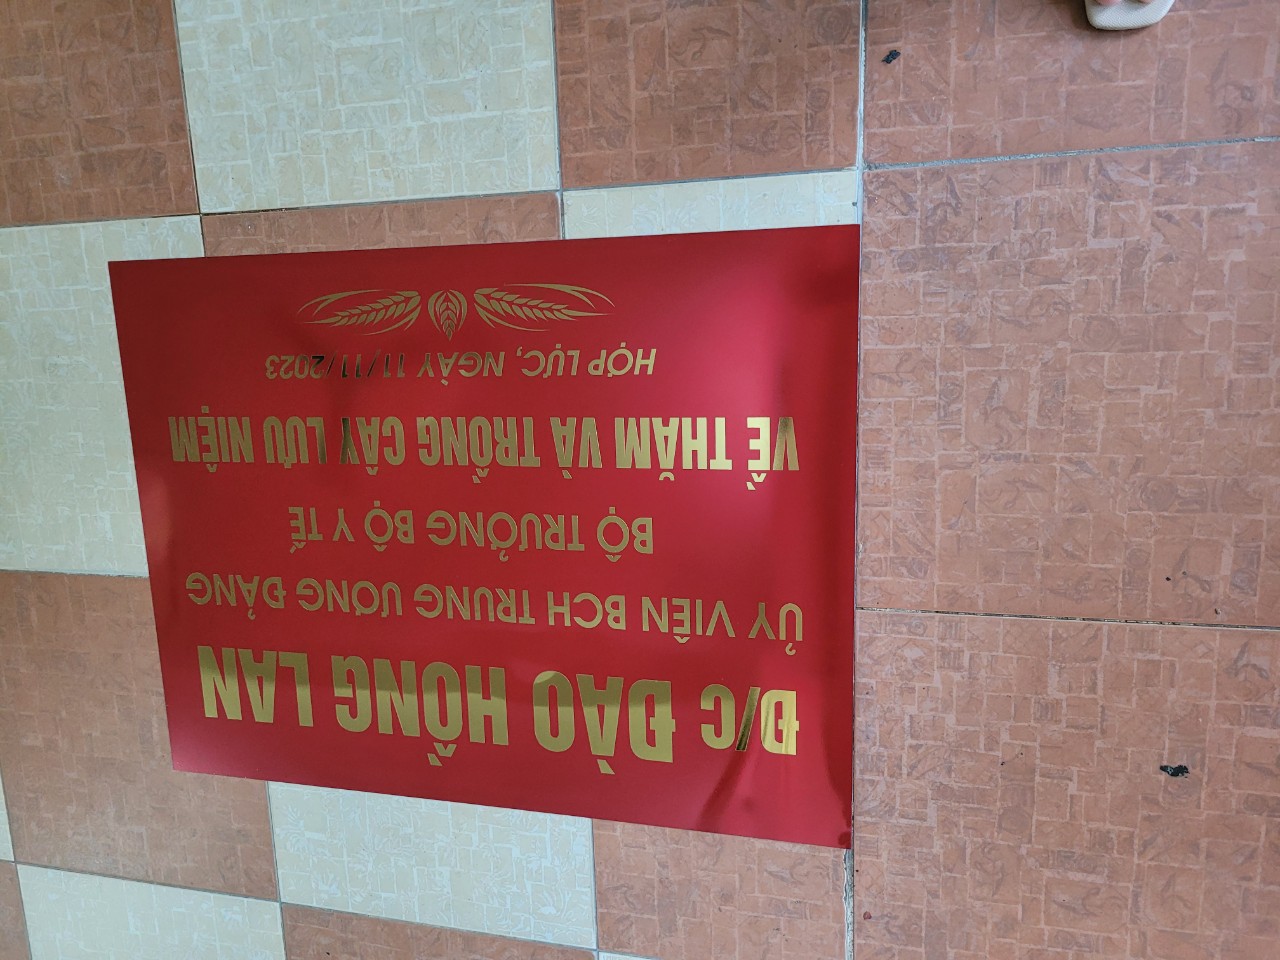 Đ/C ĐÀO HỒNG LAN
ỦY VIÊN BCH TRUNG ƯƠNG ĐẢNG
BỘ TRƯỞNG BỘ Y TẾ
VỀ THĂM VÀ TRỒNG CÂY LƯU NIỆM
HỢP LỰC, NGÀY 11/11/2023